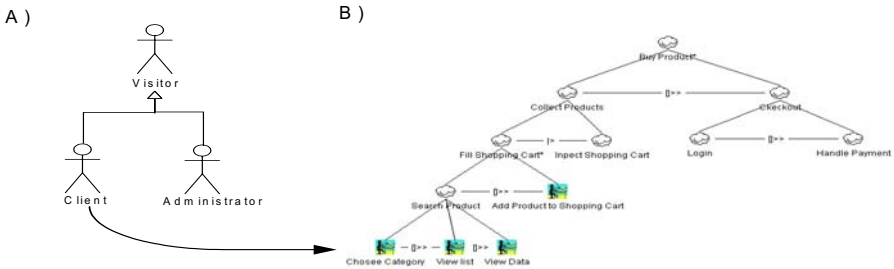 A )
Visitor
Client
Administrator
B )
Buy Product*
Collect Products
[]>>
Ckeckout
Fill Shopping Cart*
|>
Inpect Shopping Cart
Login
[]>>
Handle Payment
Search Product
[]>>
Add Product to Shopping Cart
Chosee Category
[]>>
View list
[]>>
View Data